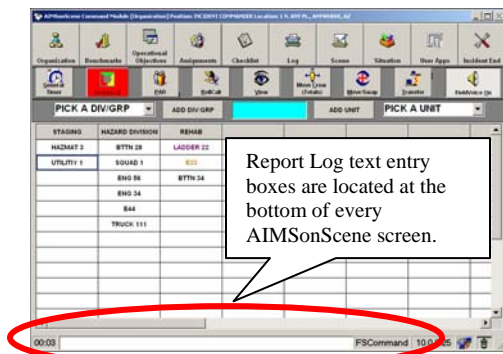 AIMSonScene Command Module [Organization] Position: INCIDENT COMMANDER Location: 1 N. ANY PL., ANYWHERE, AZ
Organization Benchmarks Operational Objectives Assignments Checklist Log Scene Situation User Apps Incident End
General Timer PAR RollCall View Move Crew (Totals) Move/Swap Transfer FieldVoice On
PICK A DIV/GRP ADD DIV/GRP ADD UNIT PICK A UNIT
STAGING HAZARD DIVISION REHAB
HAZMAT 3 BTTN 28 LADDER 22
UTILITY 1 SQUAD 1 E33
ENG 56 BTTN 34
ENG 34
E44
TRUCK 111
Report Log text entry
boxes are located at the
bottom of every
AIMSonScene screen.
00:03 FSCommand